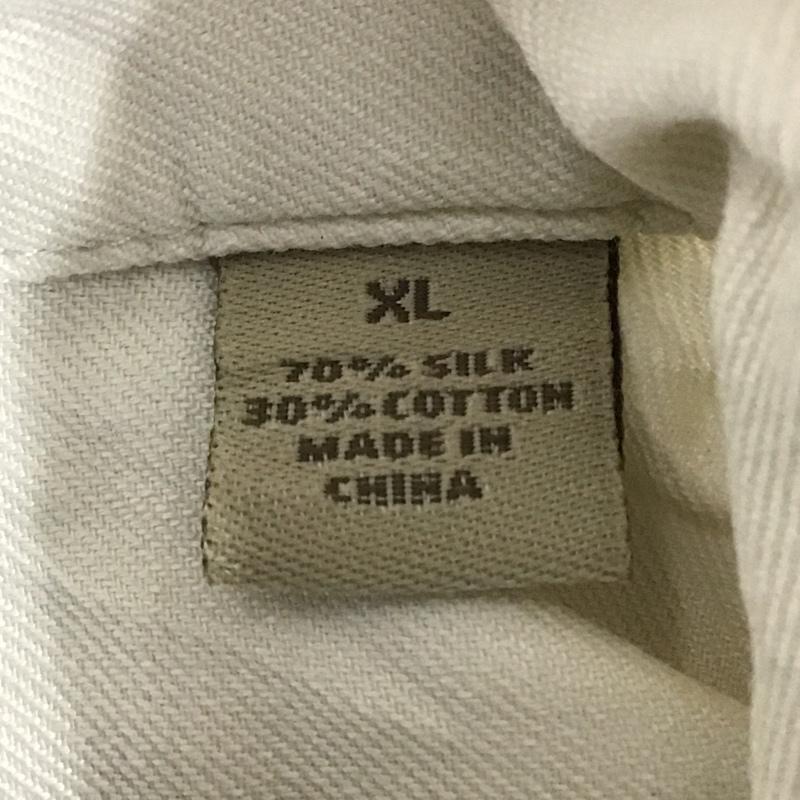 XL
70% SILK
30% COTTON
MADE IN
CHINA